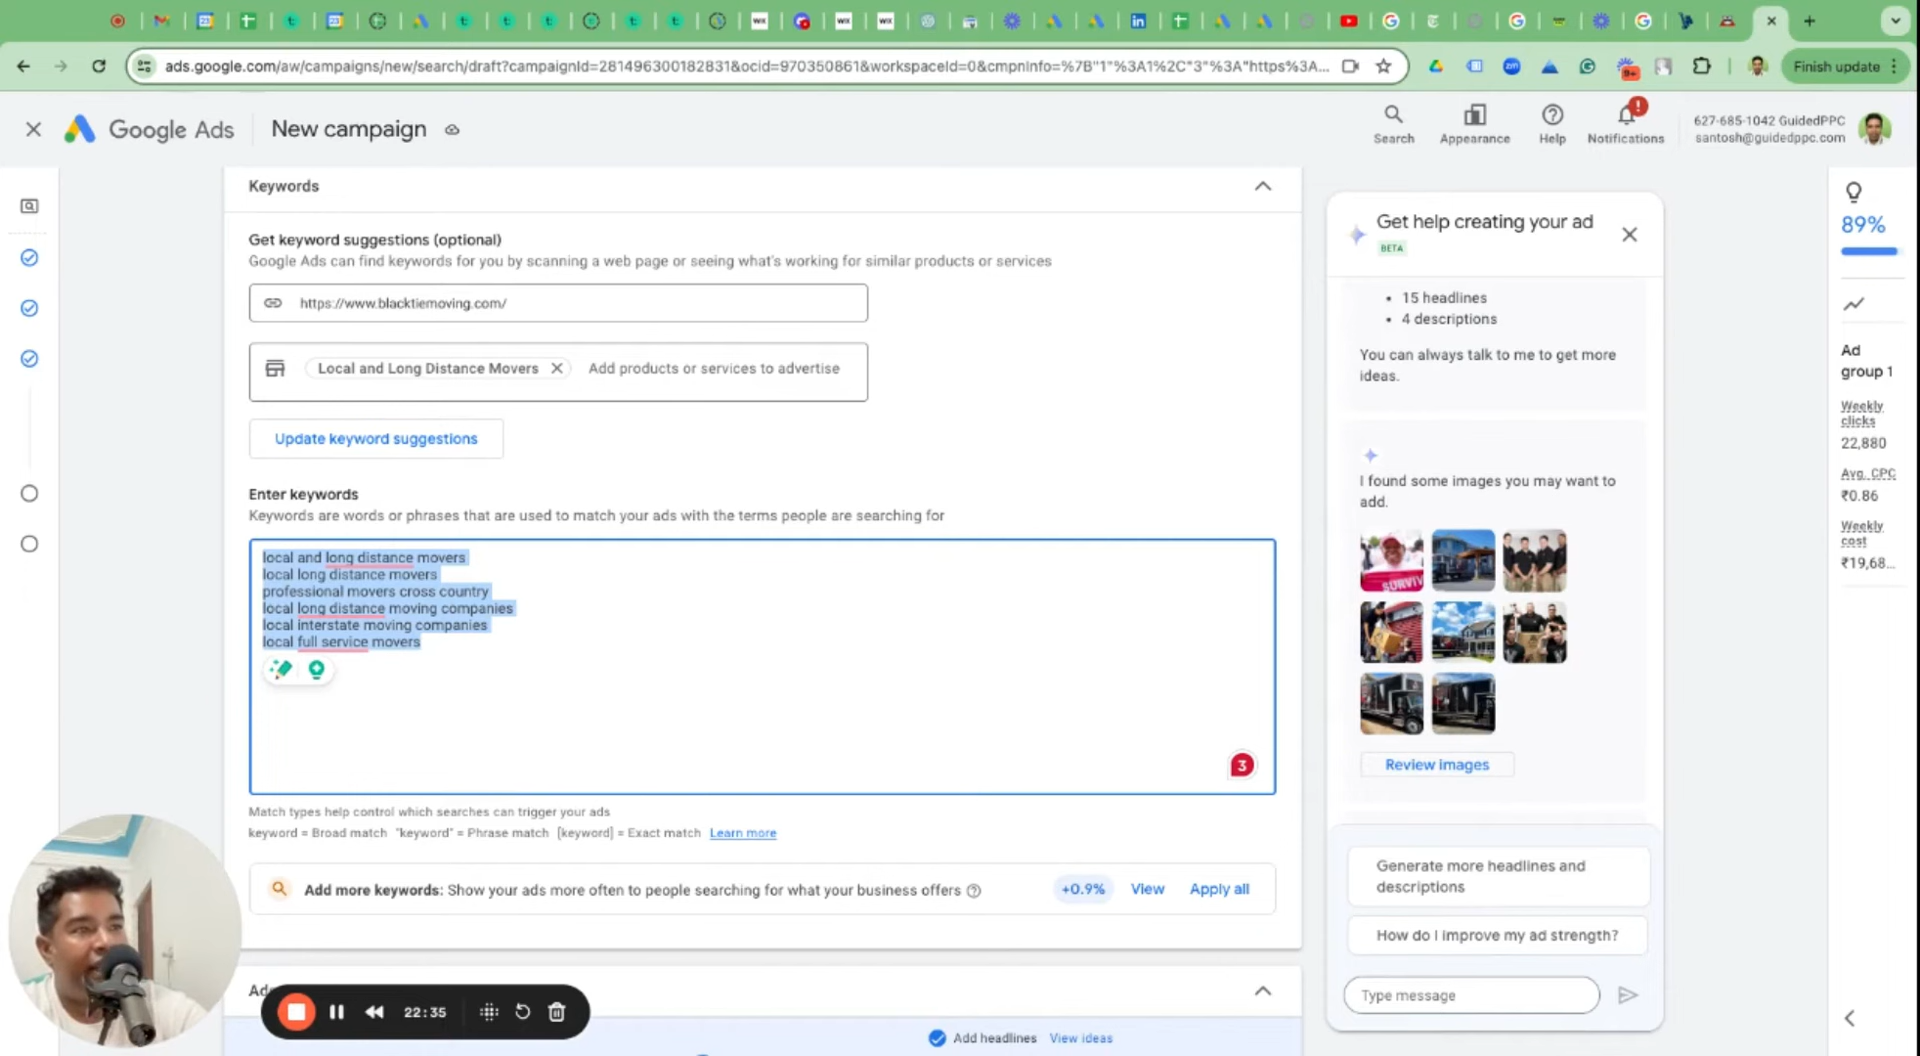 ads.google.com/aw/campaigns/new/search/draft?campaignId=281496300182831&ocid=970350861&workspaceId=0&cmpnInfo=%7B"1"%3A1%2C"3"%3A"https%3A...
9+
Finish update
Google Ads
New campaign
Search
Appearance
Help
!
Notifications
627-685-1042 GuidedPPC
santosh@guidedppc.com
Keywords
Get keyword suggestions (optional)
Google Ads can find keywords for you by scanning a web page or seeing what's working for similar products or services
https://www.blacktiemoving.com/
Local and Long Distance Movers
Add products or services to advertise
Update keyword suggestions
Enter keywords
Keywords are words or phrases that are used to match your ads with the terms people are searching for
local and long distance movers
local long distance movers
professional movers cross country
local long distance moving companies
local interstate moving companies
local full service movers
3
Match types help control which searches can trigger your ads
keyword = Broad match "keyword" = Phrase match [keyword] = Exact match Learn more
Add more keywords: Show your ads more often to people searching for what your business offers
+0.9%
View
Apply all
22:35
Add headlines
View ideas
Get help creating your ad
BETA
• 15 headlines
• 4 descriptions
You can always talk to me to get more
ideas.
I found some images you may want to
add.
SURVIV
Review images
Generate more headlines and
descriptions
How do I improve my ad strength?
Type message
89%
Ad
group 1
Weekly
clicks
22,880
Avg. CPC
₹0.86
Weekly
cost
₹19,68...